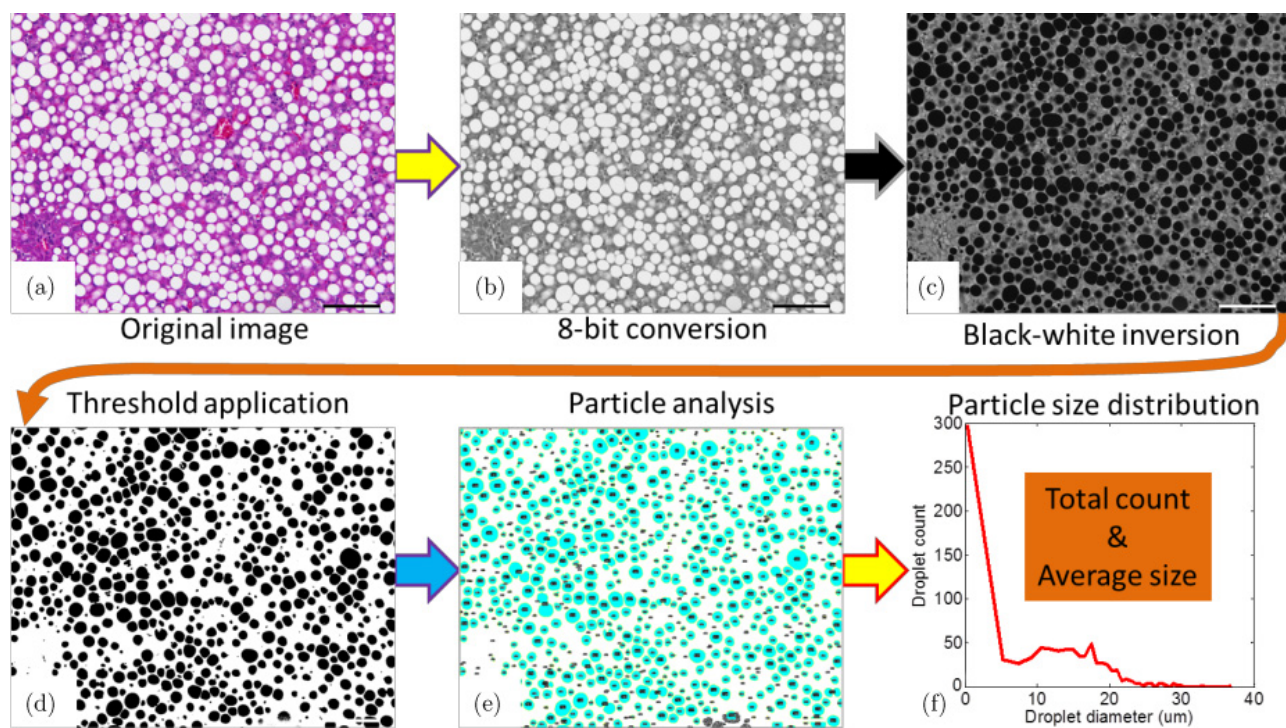 (a)
(b)
(c)
Original image
8-bit conversion
Black-white inversion
Threshold application
Particle analysis
Particle size distribution
(d)
(e)
(f)
300
250
200
150
100
50
0
Droplet count
Total count
&
Average size
0 10 20 30 40
Droplet diameter (um)